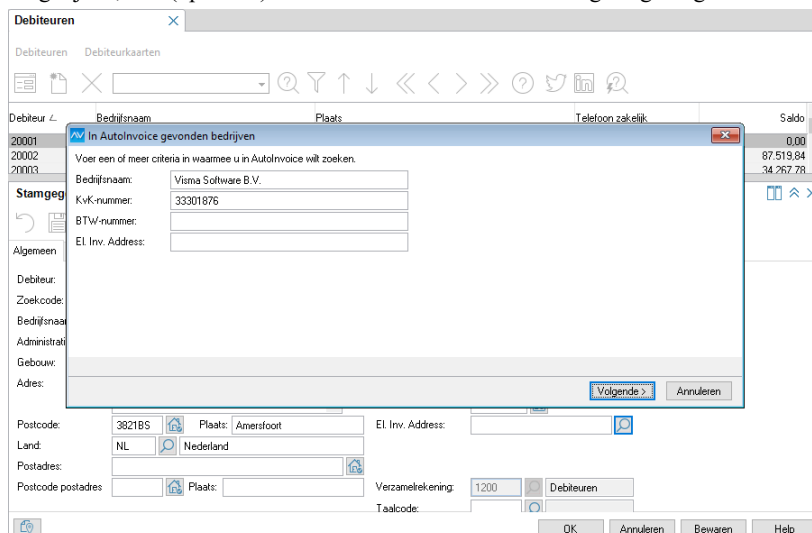 Debiteuren
Debiteuren Debiteurkaarten
Debiteur Bedrijfsnaam Plaats Telefoon zakelijk Saldo
20001 0,00
20002 87.519,84
20003 34.267,78
In AutoInvoice gevonden bedrijven
Voer een of meer criteria in waarmee u in AutoInvoice wilt zoeken.
Bedrijfsnaam: Visma Software B.V.
KvK-nummer: 33301876
BTW-nummer:
El. Inv. Address:
Volgende > Annuleren
Stamgeg
Algemeen
Debiteur:
Zoekcode:
Bedrijfsnaa
Administrati
Gebouw:
Adres:
Postcode: 3821BS Plaats: Amersfoort El. Inv. Address:
Land: NL Nederland
Postadres:
Postcode postadres Plaats: Verzamelrekening: 1200 Debiteuren
Taalcode:
OK Annuleren Bewaren Help